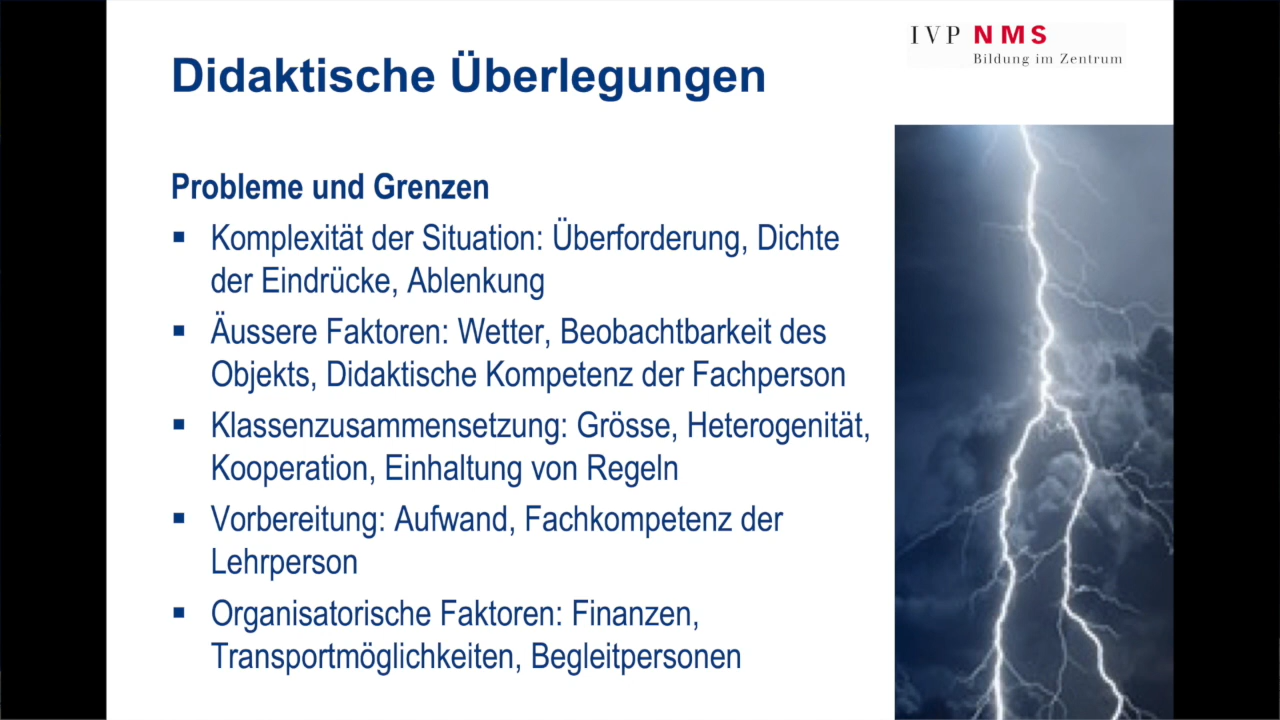 IVP NMS
Bildung im Zentrum
Didaktische Überlegungen
Probleme und Grenzen
▪ Komplexität der Situation: Überforderung, Dichte
der Eindrücke, Ablenkung
▪ Äussere Faktoren: Wetter, Beobachtbarkeit des
Objekts, Didaktische Kompetenz der Fachperson
▪ Klassenzusammensetzung: Grösse, Heterogenität,
Kooperation, Einhaltung von Regeln
▪ Vorbereitung: Aufwand, Fachkompetenz der
Lehrperson
▪ Organisatorische Faktoren: Finanzen,
Transportmöglichkeiten, Begleitpersonen